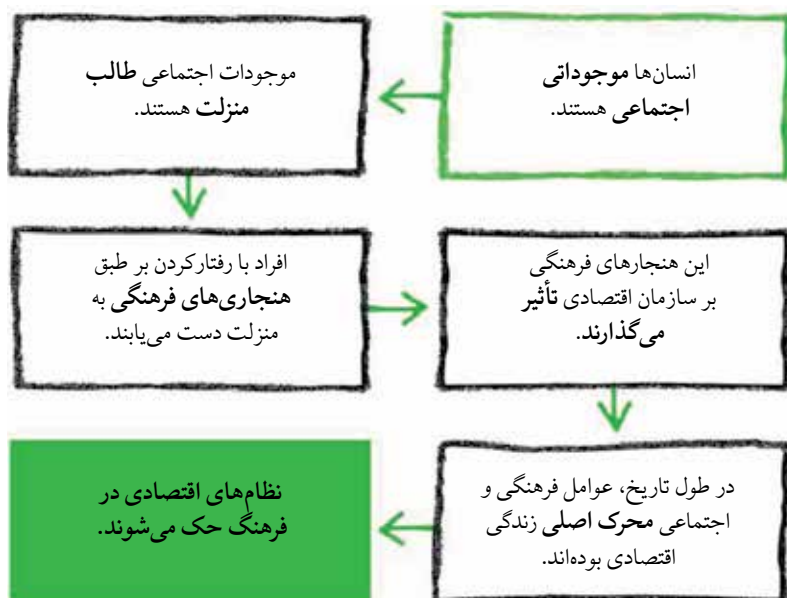 انسان‌ها موجوداتی
اجتماعی هستند.
موجودات اجتماعی طالب
منزلت هستند.
افراد با رفتارکردن بر طبق
هنجاری‌های فرهنگی به
منزلت دست می‌یابند.
این هنجارهای فرهنگی
بر سازمان اقتصادی تأثیر
می‌گذارند.
در طول تاریخ، عوامل فرهنگی و
اجتماعی محرک اصلی زندگی
اقتصادی بوده‌اند.
نظام‌های اقتصادی در
فرهنگ حک می‌شوند.